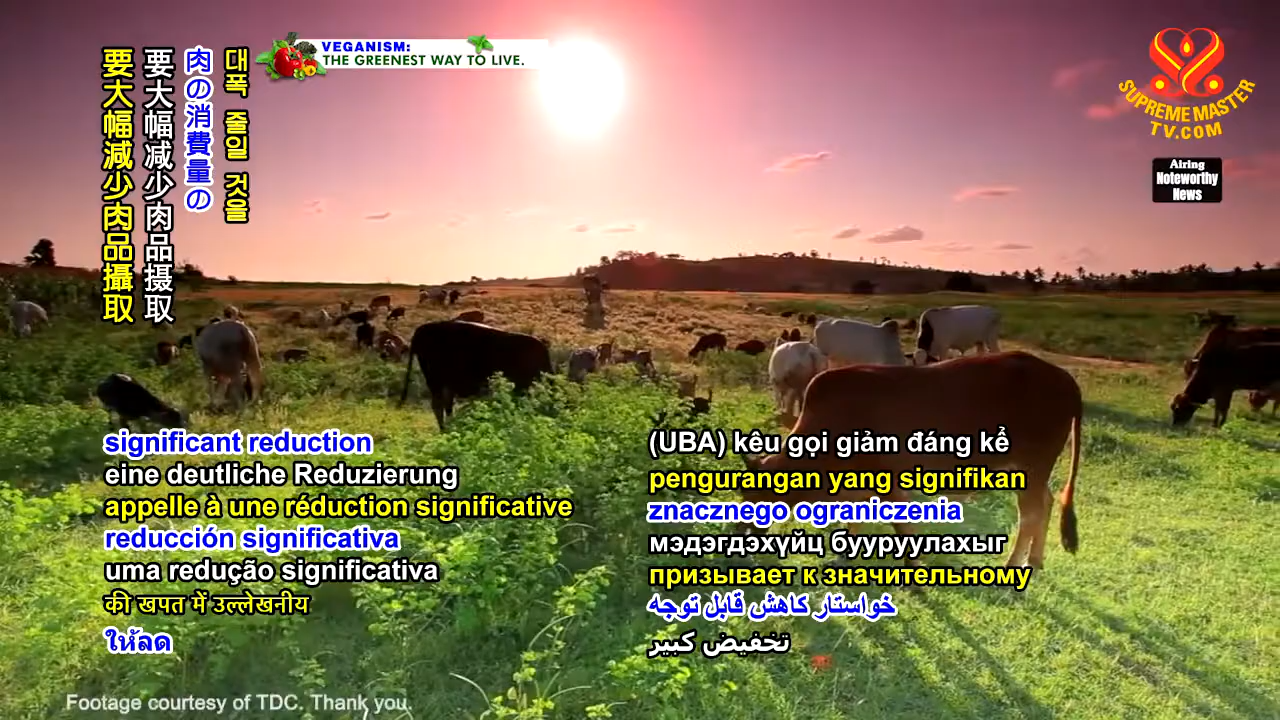 VEGANISM:
THE GREENEST WAY TO LIVE.
SUPREME MASTER
TV.COM
Airing
Noteworthy
News
要大幅減少肉品攝取
要大幅减少肉品摄取
肉の消費量の
대폭 줄일 것을
significant reduction
eine deutliche Reduzierung
appelle à une réduction significative
reducción significativa
uma redução significativa
की खपत में उल्लेखनीय
ให้ลด
(UBA) kêu gọi giảm đáng kể
pengurangan yang signifikan
znacznego ograniczenia
мэдэгдэхүйц бууруулахыг
призывает к значительному
خواستار کاهش قابل توجه
تخفيض كبير
Footage courtesy of TDC. Thank you.